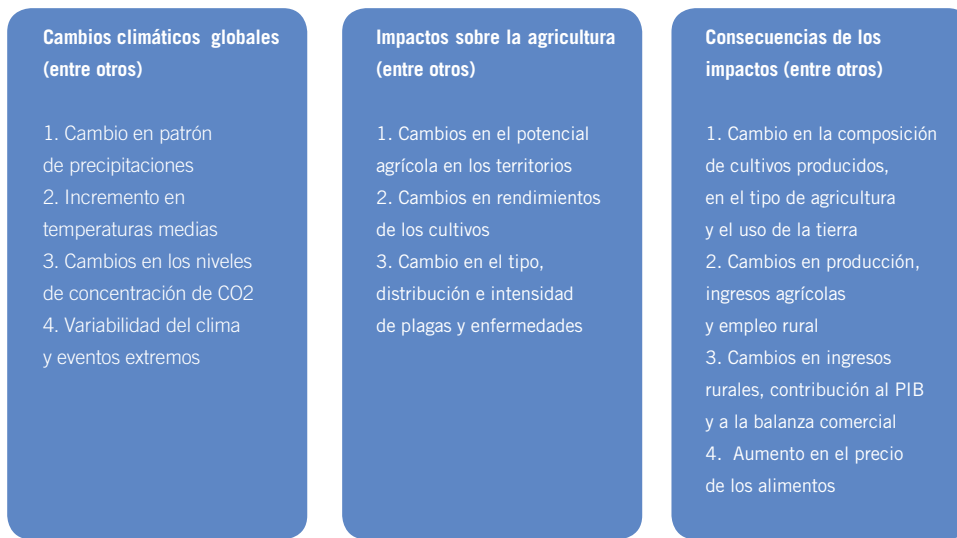 Cambios climáticos globales
(entre otros)
1. Cambio en patrón
de precipitaciones
2. Incremento en
temperaturas medias
3. Cambios en los niveles
de concentración de CO2
4. Variabilidad del clima
y eventos extremos
Impactos sobre la agricultura
(entre otros)
1. Cambios en el potencial
agrícola en los territorios
2. Cambios en rendimientos
de los cultivos
3. Cambio en el tipo,
distribución e intensidad
de plagas y enfermedades
Consecuencias de los
impactos (entre otros)
1. Cambio en la composición
de cultivos producidos,
en el tipo de agricultura
y el uso de la tierra
2. Cambios en producción,
ingresos agrícolas
y empleo rural
3. Cambios en ingresos
rurales, contribución al PIB
y a la balanza comercial
4. Aumento en el precio
de los alimentos